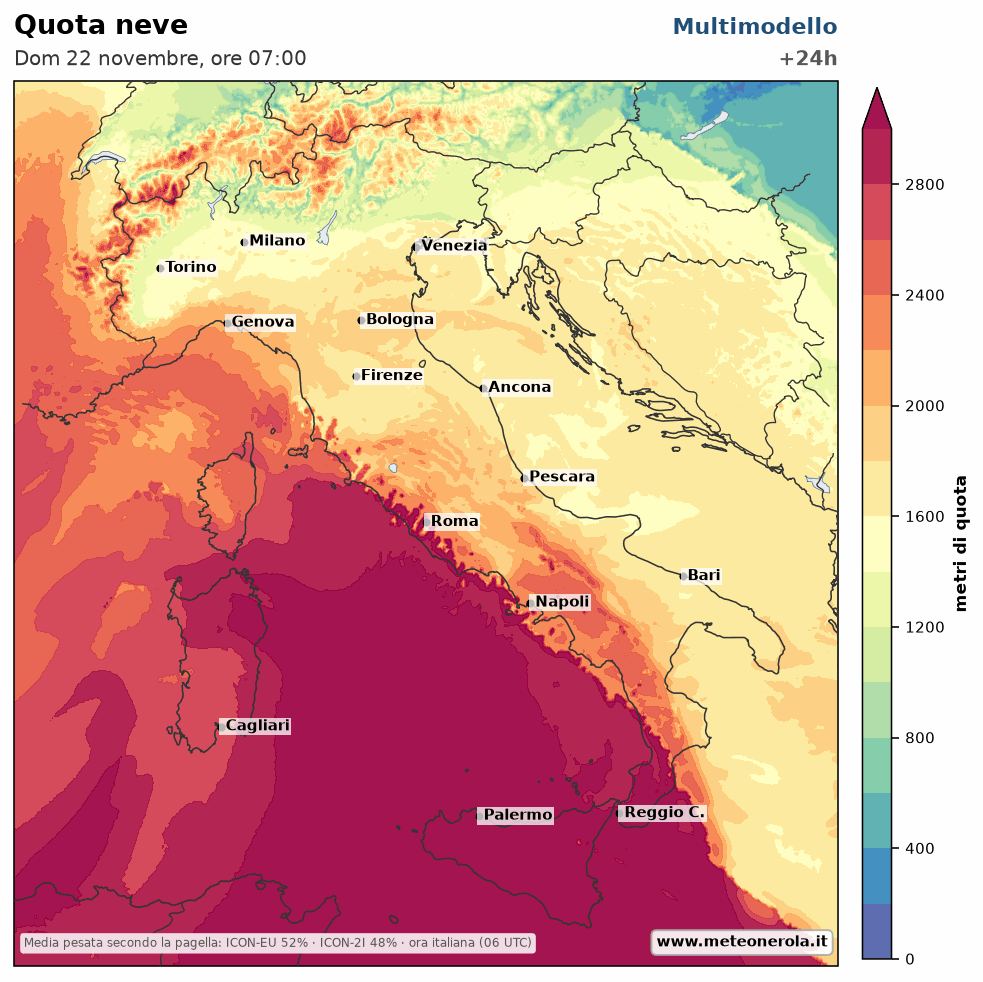 Quota neve
Multimodello
Dom 22 novembre, ore 07:00
+24h
Milano
Venezia
Torino
Genova
Bologna
Firenze
Ancona
Pescara
Roma
Bari
Napoli
Cagliari
Palermo
Reggio C.
2800
2400
2000
1600
1200
800
400
0
metri di quota
Media pesata secondo la pagella: ICON-EU 52% · ICON-2I 48% · ora italiana (06 UTC)
www.meteonerola.it